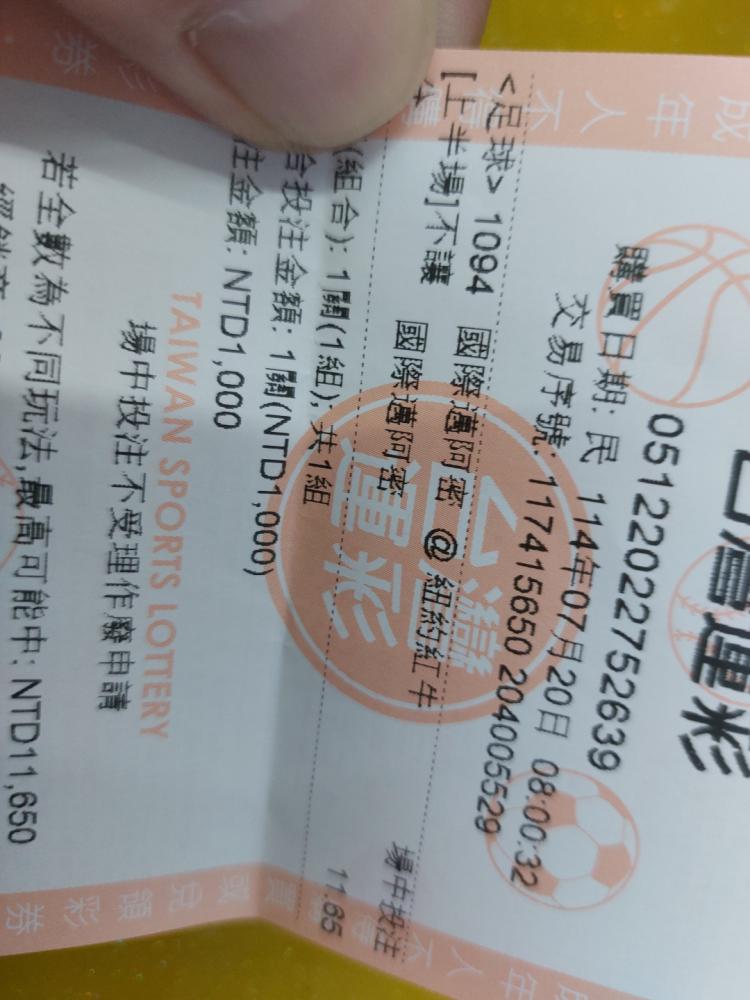 台灣運彩
051220227552639
購買日期: 民 114年07月20日 08:00:32
交易序號: 117415650 204005529
<足球> 1094 國際邁阿密 @ 紐約紅牛
[上半場]不讓 國際邁阿密 場中投注
11.65
(組合): 1關(1組); 共1組
合投注金額: 1關(NTD1,000)
注金額: NTD1,000
TAIWAN SPORTS LOTTERY
場中投注不受理作廢申請
若全數為不同玩法,最高可能中: NTD11,650
台灣運彩